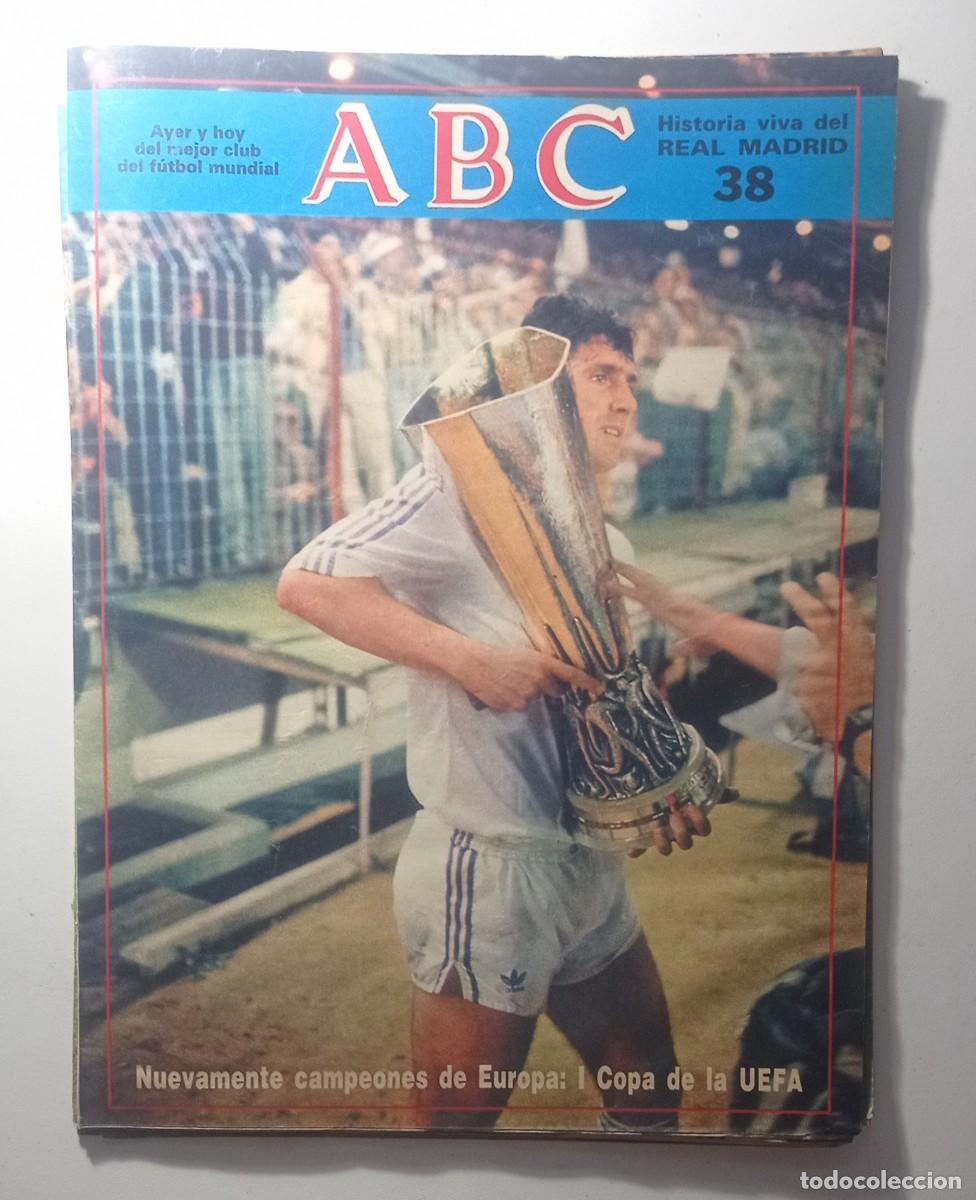 Ayer y hoy
del mejor club
del fútbol mundial
ABC
Historia viva del
REAL MADRID
38
Nuevamente campeones de Europa: I Copa de la UEFA
todocoleccion